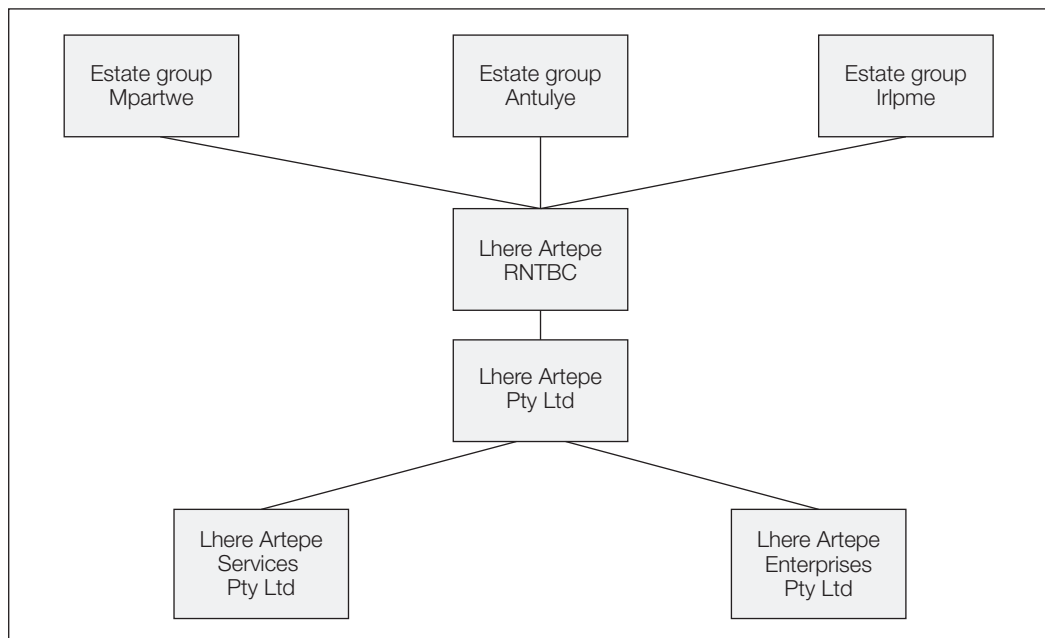 Estate group
Mpartwe
Estate group
Antulye
Estate group
Irlpme
Lhere Artepe
RNTBC
Lhere Artepe
Pty Ltd
Lhere Artepe
Services
Pty Ltd
Lhere Artepe
Enterprises
Pty Ltd